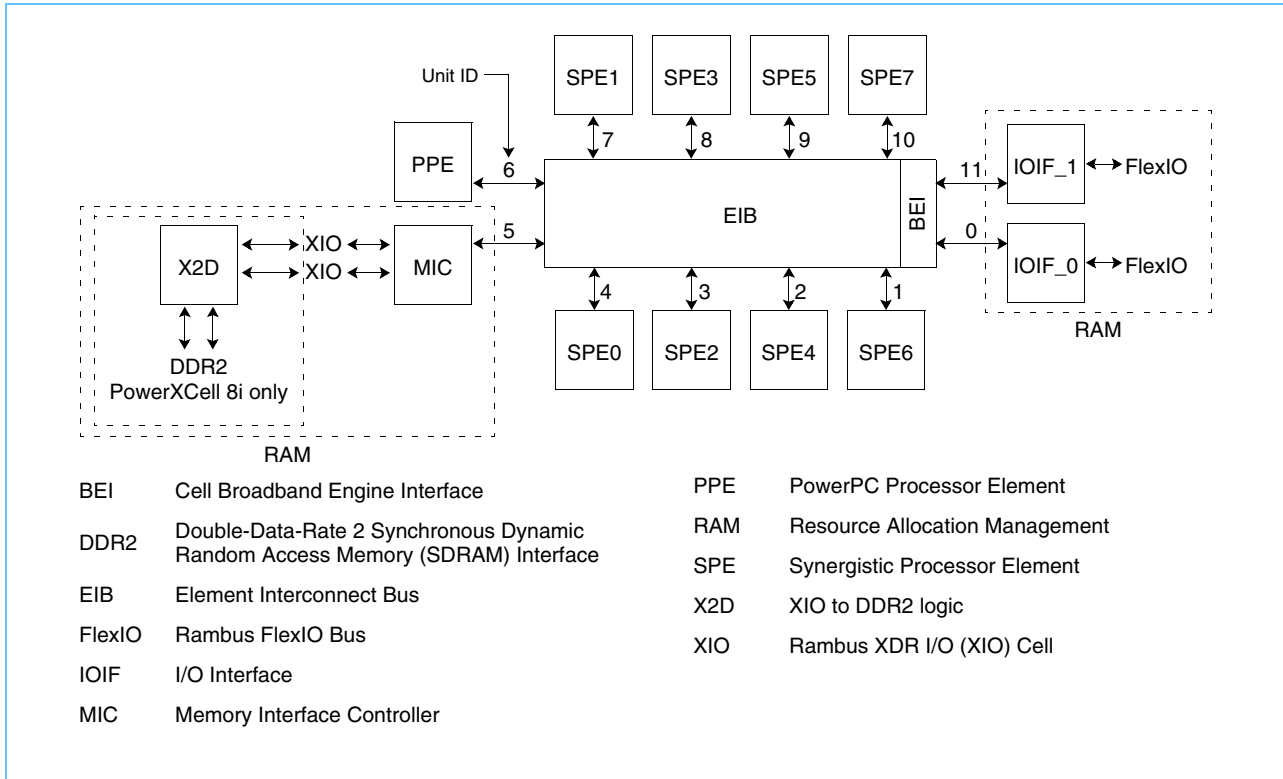 Unit ID
SPE1
SPE3
SPE5
SPE7
7
8
9
10
PPE
6
11
IOIF_1
FlexIO
EIB
BEI
X2D
XIO
XIO
MIC
5
0
IOIF_0
FlexIO
4
3
2
1
SPE0
SPE2
SPE4
SPE6
RAM
DDR2
PowerXCell 8i only
RAM
BEI Cell Broadband Engine Interface
DDR2 Double-Data-Rate 2 Synchronous Dynamic
Random Access Memory (SDRAM) Interface
EIB Element Interconnect Bus
FlexIO Rambus FlexIO Bus
IOIF I/O Interface
MIC Memory Interface Controller
PPE PowerPC Processor Element
RAM Resource Allocation Management
SPE Synergistic Processor Element
X2D XIO to DDR2 logic
XIO Rambus XDR I/O (XIO) Cell